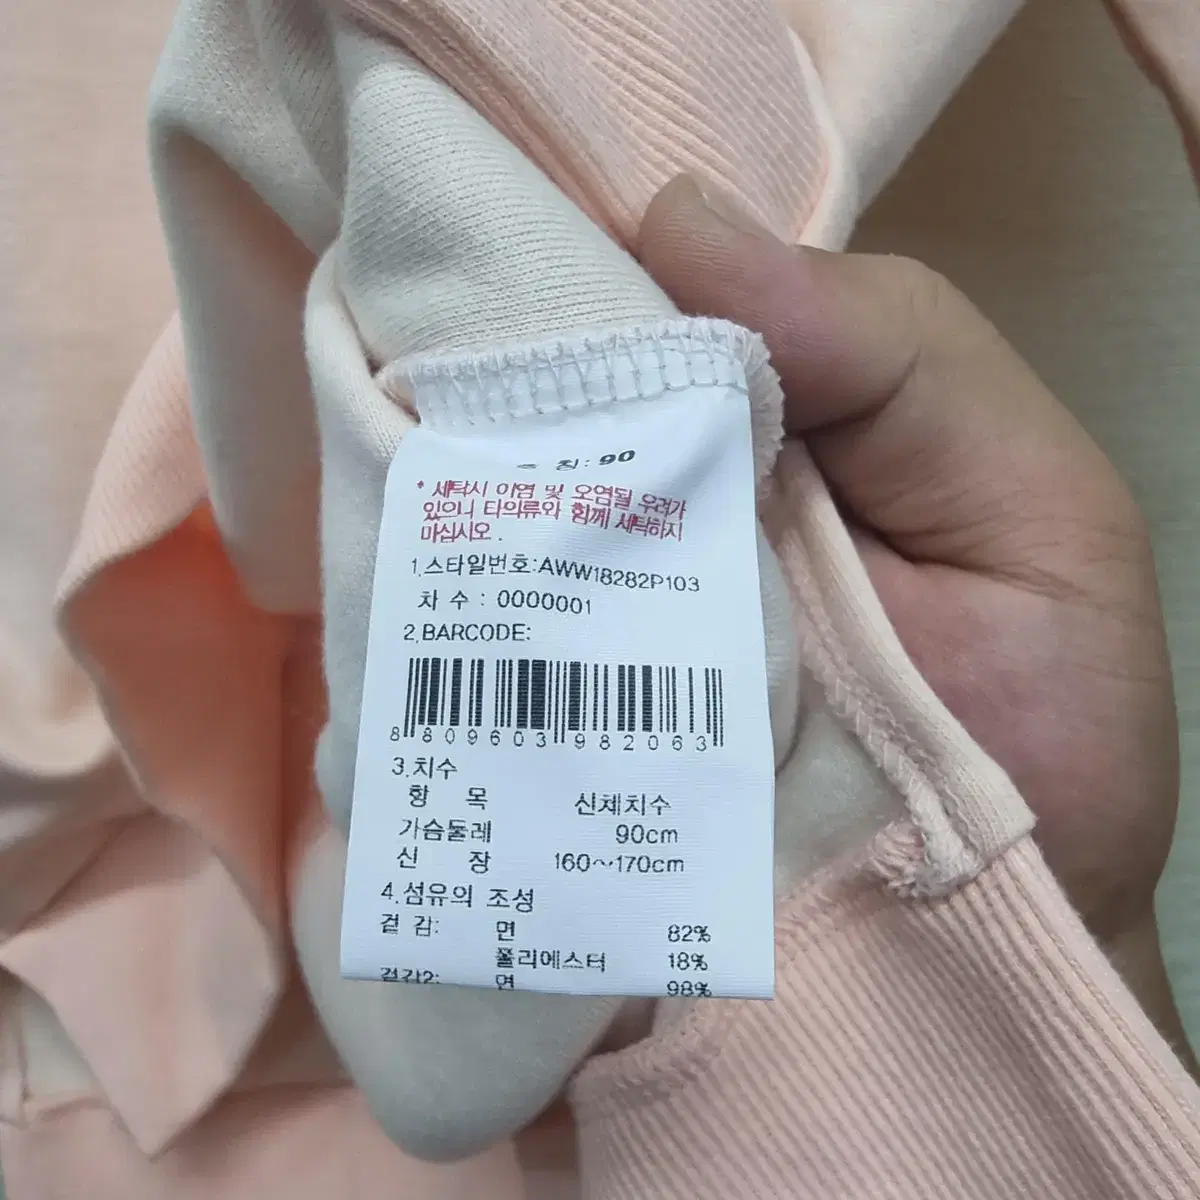 칭: 90
* 세탁시 이염 및 오염될 우려가
있으니 타의류와 함께 세탁하지
마십시오 .
1.스타일번호:AWW18282P103
차 수 : 0000001
2.BARCODE:
8 809603 982063
3.치수
항 목 신체치수
가슴둘레 90cm
신 장 160~170cm
4.섬유의 조성
겉 감: 면 82%
폴리에스터 18%
겉감2: 면 98%